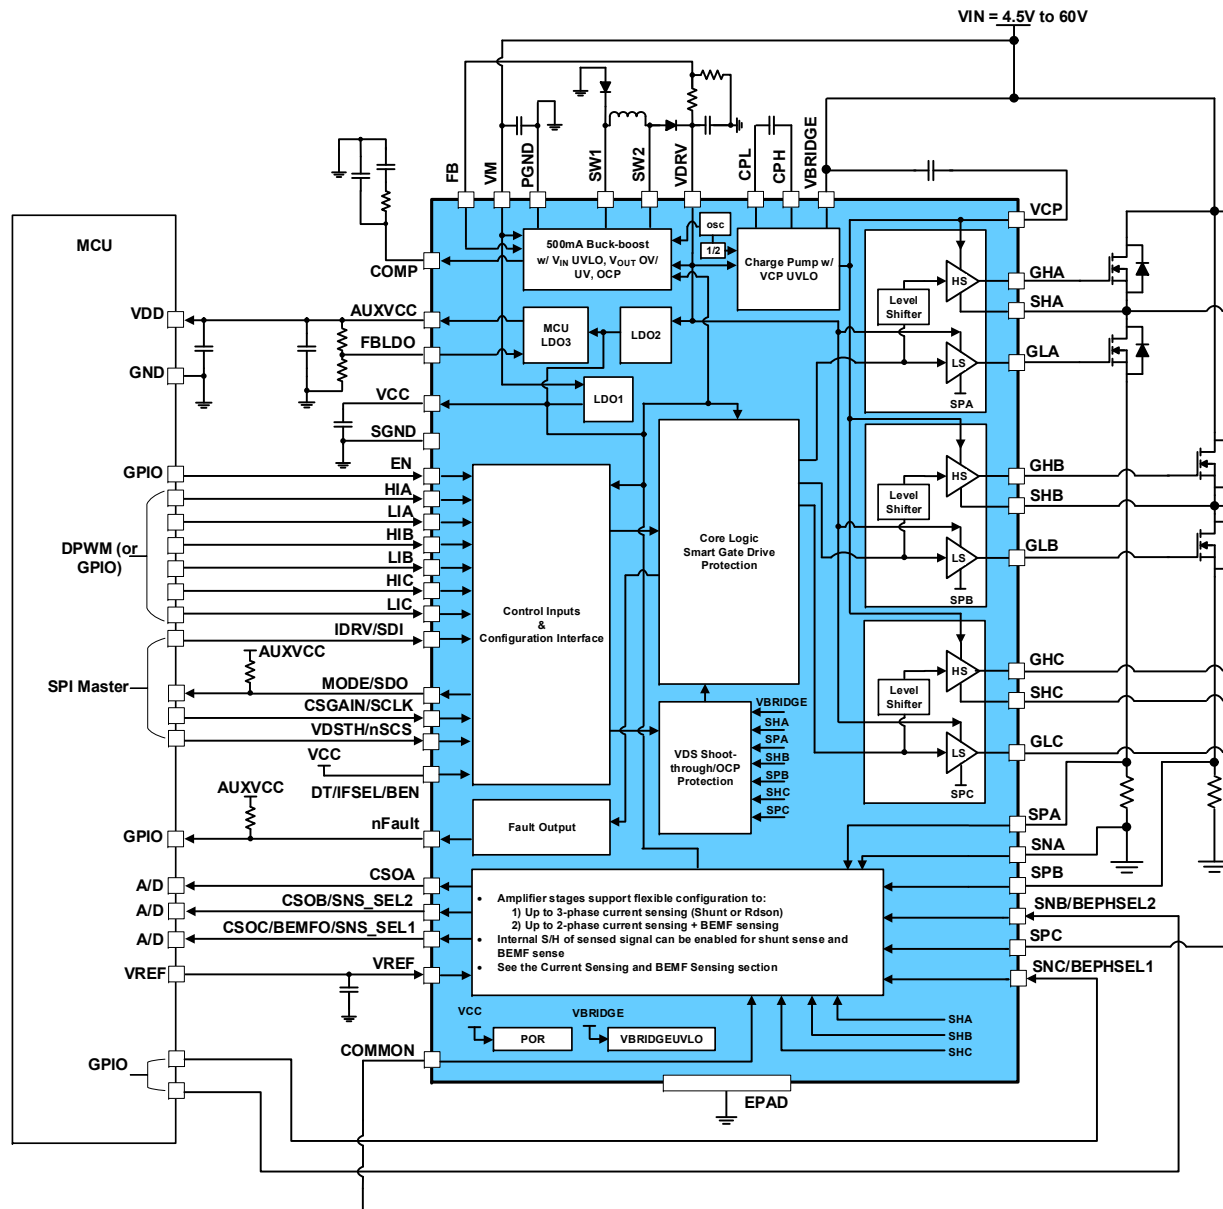 VIN = 4.5V to 60V
FB
VM
PGND
SW1
SW2
VDRV
CPL
CPH
VBRIDGE
MCU
COMP
VDD
AUXVCC
FBLDO
GND
VCC
SGND
GPIO
EN
HIA
LIA
DPWM (or
GPIO)
HIB
LIB
HIC
LIC
IDRV/SDI
AUXVCC
SPI Master
MODE/SDO
CSGAIN/SCLK
VDSTH/nSCS
VCC
DT/IFSEL/BEN
AUXVCC
GPIO
nFault
A/D
CSOA
A/D
CSOB/SNS_SEL2
A/D
CSOC/BEMFO/SNS_SEL1
VREF
VREF
COMMON
GPIO
500mA Buck-boost
w/ VIN UVLO, VOUT OV/
UV, OCP
osc
1/2
Charge Pump w/
VCP UVLO
MCU
LDO3
LDO2
LDO1
Control Inputs
&
Configuration Interface
Core Logic
Smart Gate Drive
Protection
VDS Shoot-
through/OCP
Protection
VBRIDGE
SHA
SPA
SHB
SPB
SHC
SPC
Fault Output
• Amplifier stages support flexible configuration to:
1) Up to 3-phase current sensing (Shunt or Rdson)
2) Up to 2-phase current sensing + BEMF sensing
• Internal S/H of sensed signal can be enabled for shunt sense and
BEMF sense
• See the Current Sensing and BEMF Sensing section
VCC
POR
VBRIDGE
VBRIDGEUVLO
SHA
SHB
SHC
EPAD
HS
Level
Shifter
LS
SPA
HS
Level
Shifter
LS
SPB
HS
Level
Shifter
LS
SPC
VCP
GHA
SHA
GLA
GHB
SHB
GLB
GHC
SHC
GLC
SPA
SNA
SPB
SNB/BEPHSEL2
SPC
SNC/BEPHSEL1